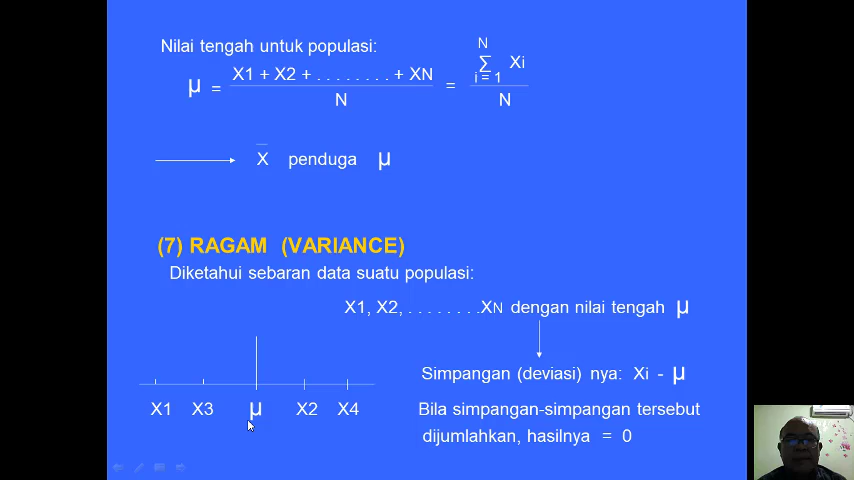 Nilai tengah untuk populasi:
µ = X1 + X2 + . . . . . . . . + XN / N = N Σ i = 1 Xi / N
X̄ penduga µ
(7) RAGAM (VARIANCE)
Diketahui sebaran data suatu populasi:
X1, X2, . . . . . . . .XN dengan nilai tengah µ
Simpangan (deviasi) nya: Xi - µ
X1 X3 µ X2 X4
Bila simpangan-simpangan tersebut
dijumlahkan, hasilnya = 0